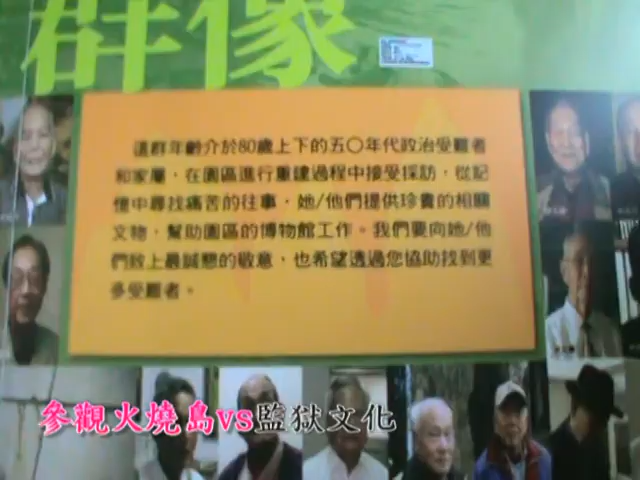 群像
這群年齡介於80歲上下的五〇年代政治受難者
和家屬，在園區進行重建過程中接受採訪，從記
憶中尋找痛苦的往事，她/他們提供珍貴的相關
文物，幫助園區的博物館工作。我們要向她/他
們致上最誠懇的敬意，也希望透過您協助找到更
多受難者。
參觀火燒島vs監獄文化